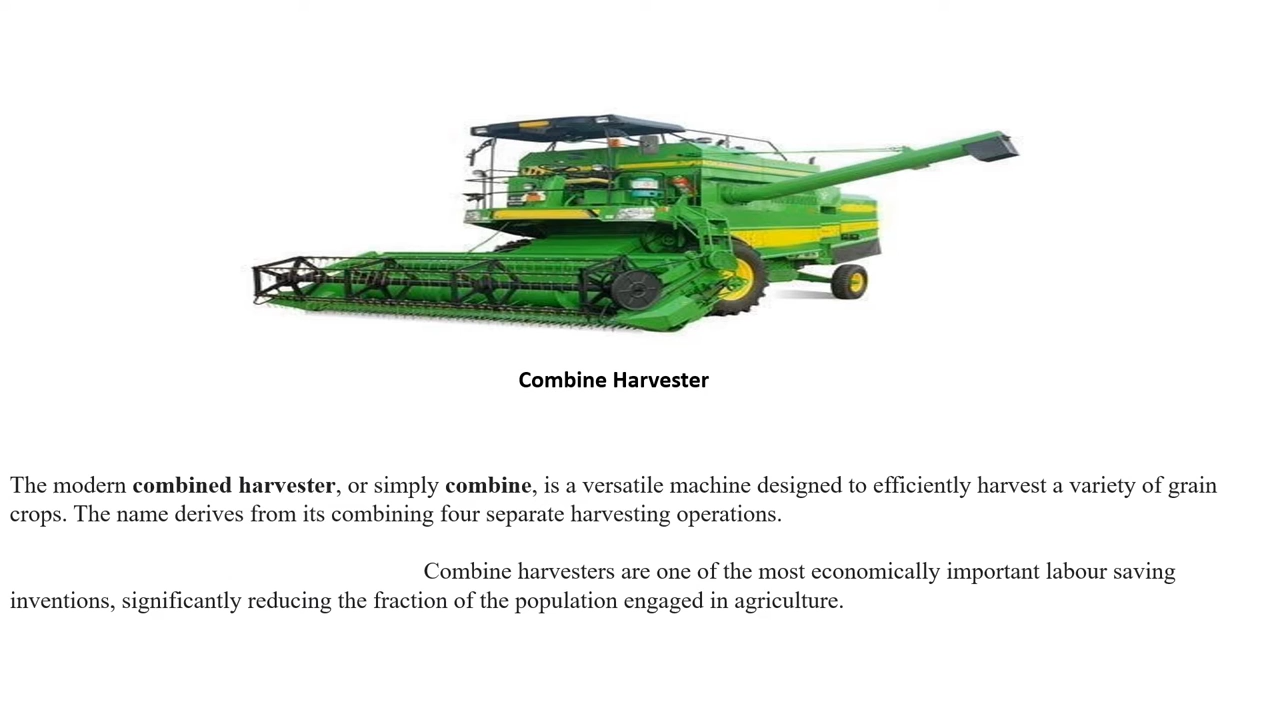 Combine Harvester
The modern combined harvester, or simply combine, is a versatile machine designed to efficiently harvest a variety of grain
crops. The name derives from its combining four separate harvesting operations.
Combine harvesters are one of the most economically important labour saving
inventions, significantly reducing the fraction of the population engaged in agriculture.